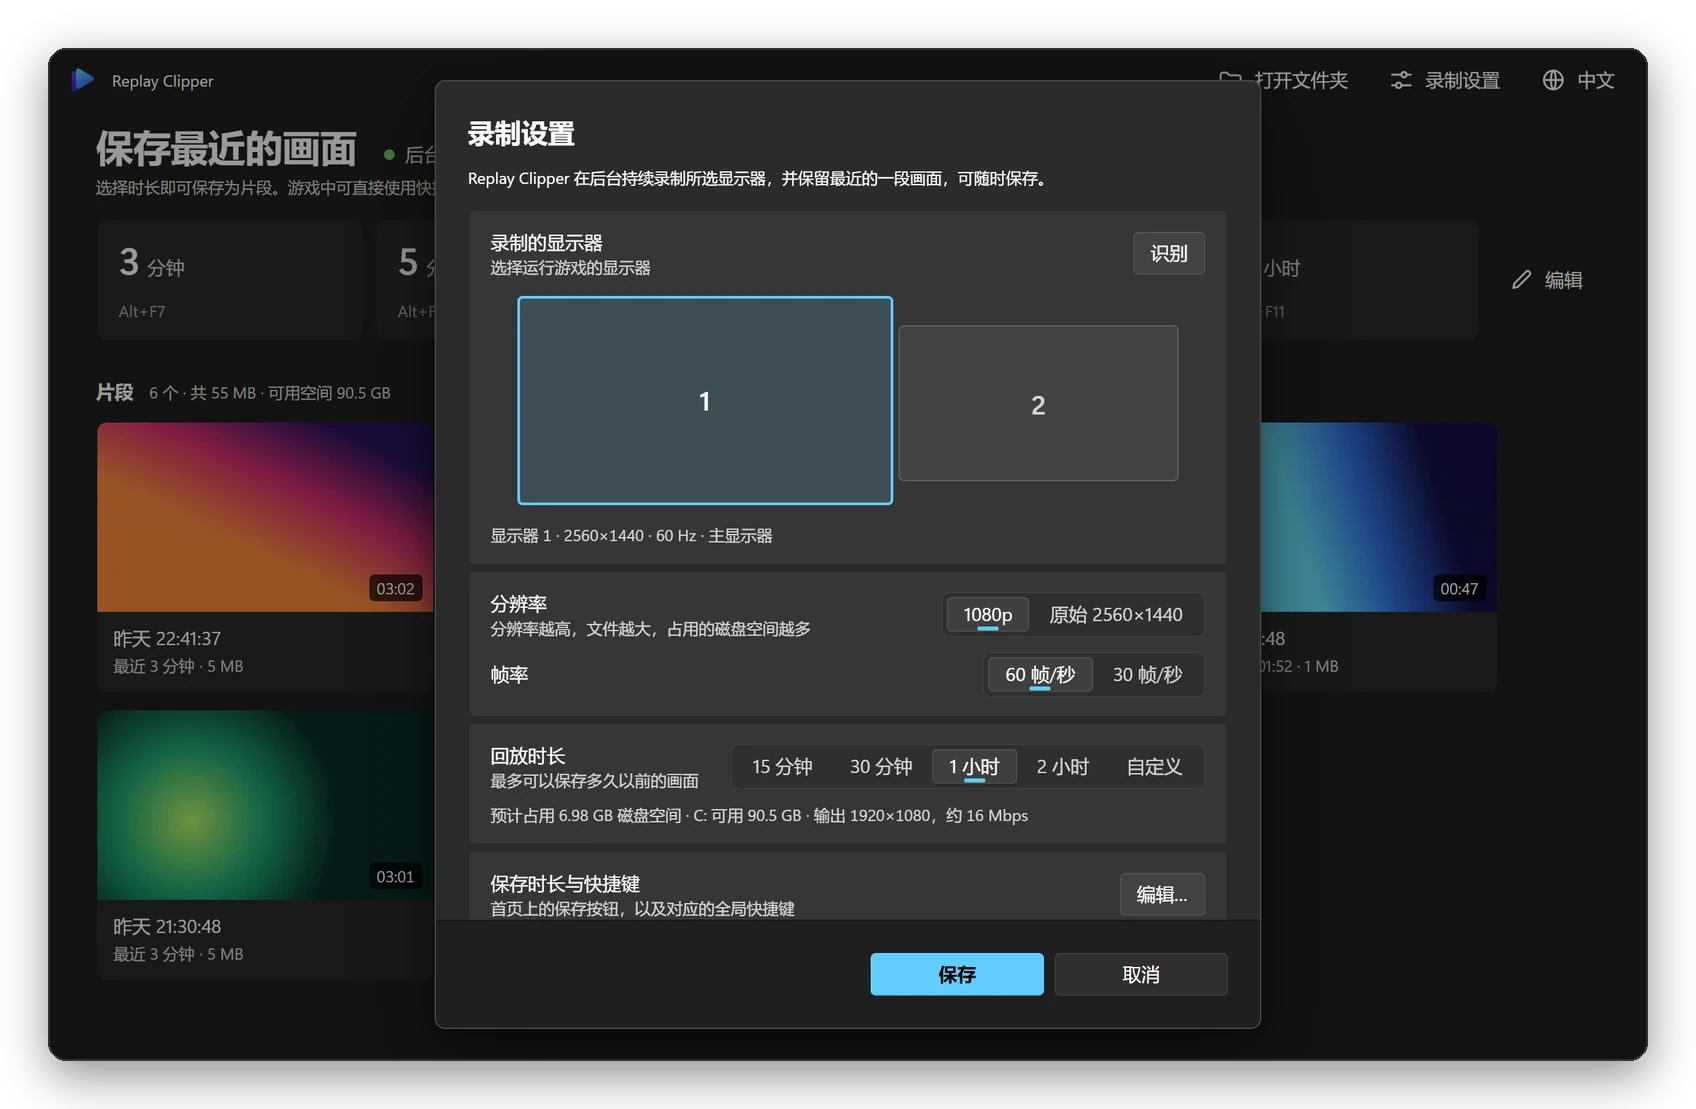 Replay Clipper
打开文件夹
录制设置
中文
保存最近的画面
后台
选择时长即可保存为片段。游戏中可直接使用快
3 分钟
Alt+F7
5
Alt+F
小时
F11
编辑
片段 6 个 · 共 55 MB · 可用空间 90.5 GB
03:02
昨天 22:41:37
最近 3 分钟 · 5 MB
03:01
昨天 21:30:48
最近 3 分钟 · 5 MB
00:47
:48
01:52 · 1 MB
录制设置
Replay Clipper 在后台持续录制所选显示器，并保留最近的一段画面，可随时保存。
录制的显示器
选择运行游戏的显示器
识别
1
2
显示器 1 · 2560×1440 · 60 Hz · 主显示器
分辨率
分辨率越高，文件越大，占用的磁盘空间越多
1080p
原始 2560×1440
帧率
60 帧/秒
30 帧/秒
回放时长
最多可以保存多久以前的画面
15 分钟
30 分钟
1 小时
2 小时
自定义
预计占用 6.98 GB 磁盘空间 · C: 可用 90.5 GB · 输出 1920×1080，约 16 Mbps
保存时长与快捷键
首页上的保存按钮，以及对应的全局快捷键
编辑...
保存
取消